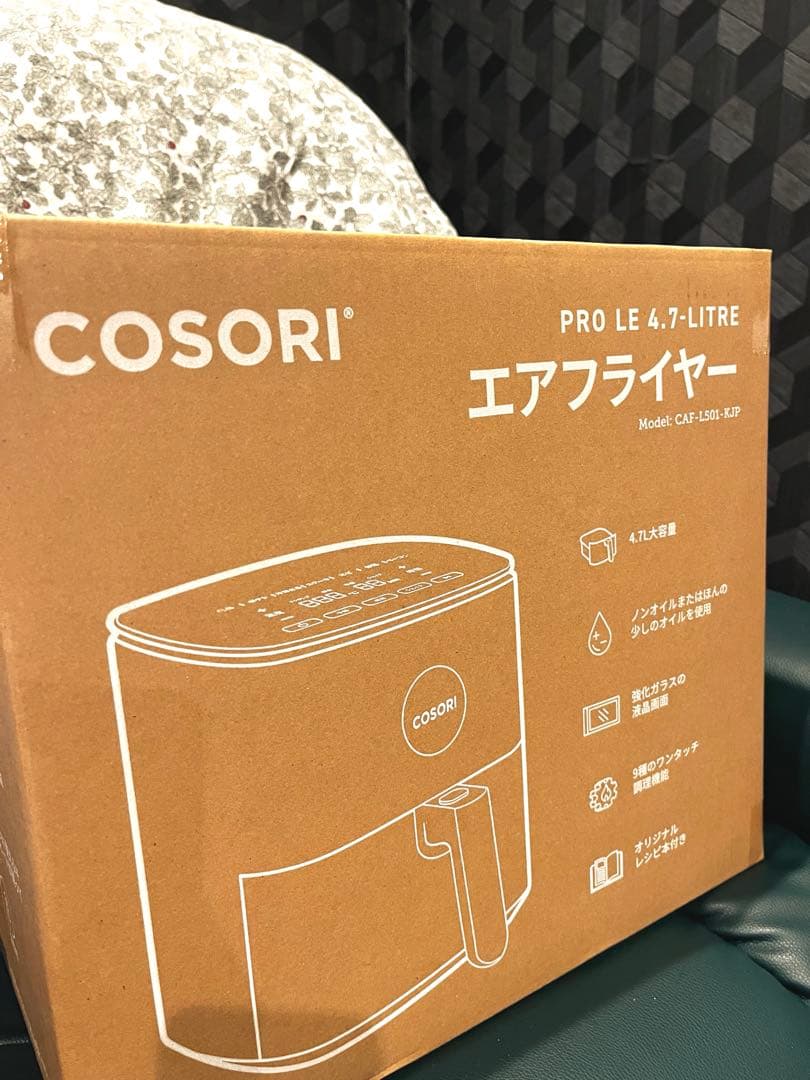 COSORI®
PRO LE 4.7-LITRE
エアフライヤー
Model: CAF-L501-KJP
4.7L大容量
ノンオイルまたはほんの
少しのオイルを使用
強化ガラスの
液晶画面
9種のワンタッチ
調理機能
オリジナル
レシピ本付き
COSORI